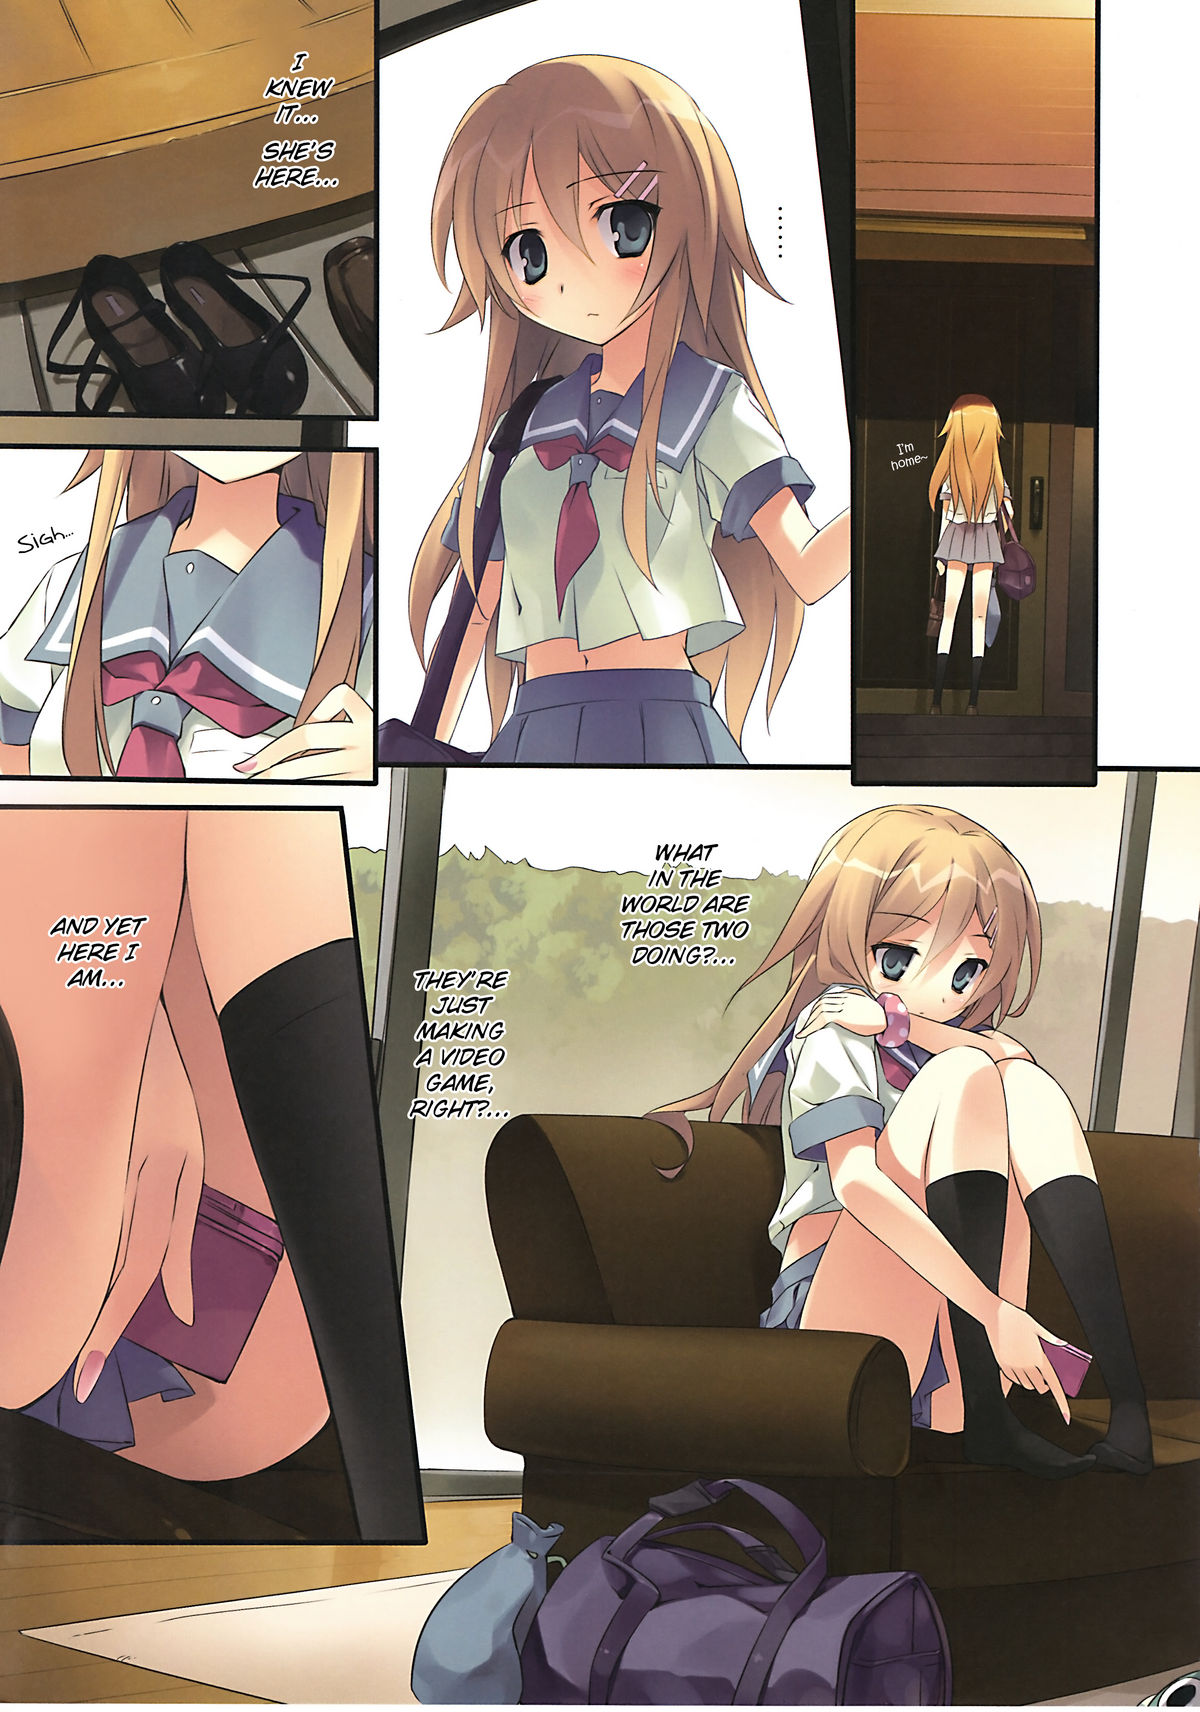 I'm
home~
........
I
KNEW
IT...
SHE'S
HERE...
SIGH...
WHAT
IN THE
WORLD ARE
THOSE TWO
DOING?...
THEY'RE
JUST
MAKING
A VIDEO
GAME,
RIGHT?...
AND YET
HERE I
AM...